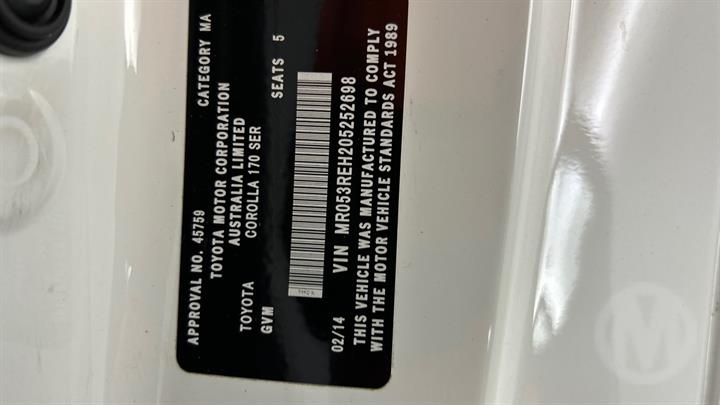 APPROVAL NO. 45759 CATEGORY MA
TOYOTA MOTOR CORPORATION
AUSTRALIA LIMITED
TOYOTA COROLLA 170 SER
GVM SEATS 5
VIN MR053REH205252698
02/14
THIS VEHICLE WAS MANUFACTURED TO COMPLY
WITH THE MOTOR VEHICLE STANDARDS ACT 1989
M